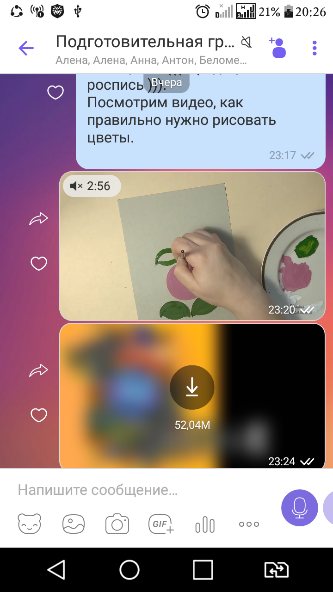 21% 20:26
Подготовительная гр...
Алена, Алена, Анна, Антон, Беломе...
Вчера
роспись ))).
Посмотрим видео, как
правильно нужно рисовать
цветы.
23:17
2:56
23:20
52,04M
23:24
Напишите сообщение...
GIF+